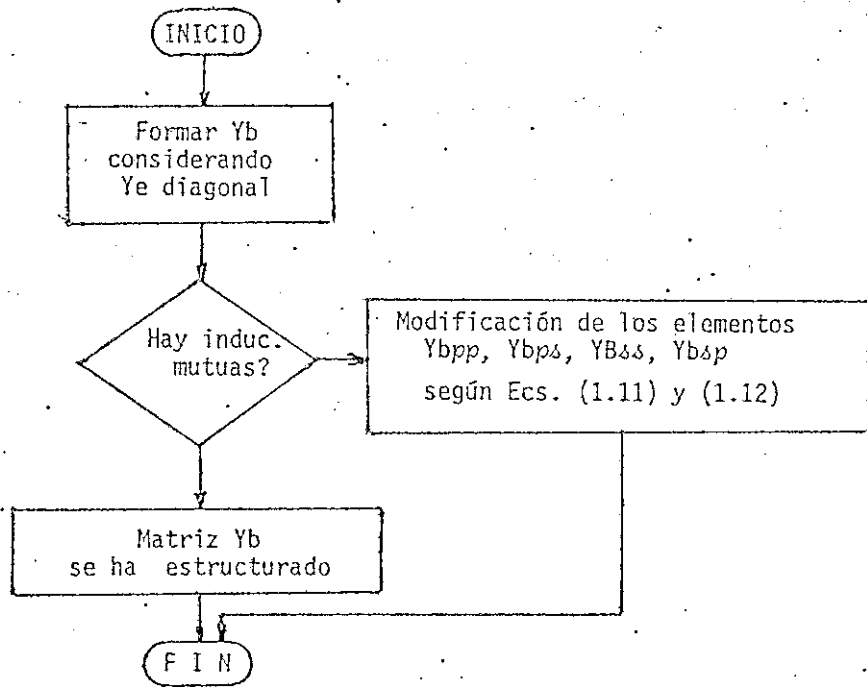 INICIO
Formar Yb
considerando
Ye diagonal
Hay induc.
mutuas?
Modificación de los elementos
Ybpp, Ybps, YBss, Ybsp
según Ecs. (1.11) y (1.12)
Matriz Yb
se ha estructurado
F I N